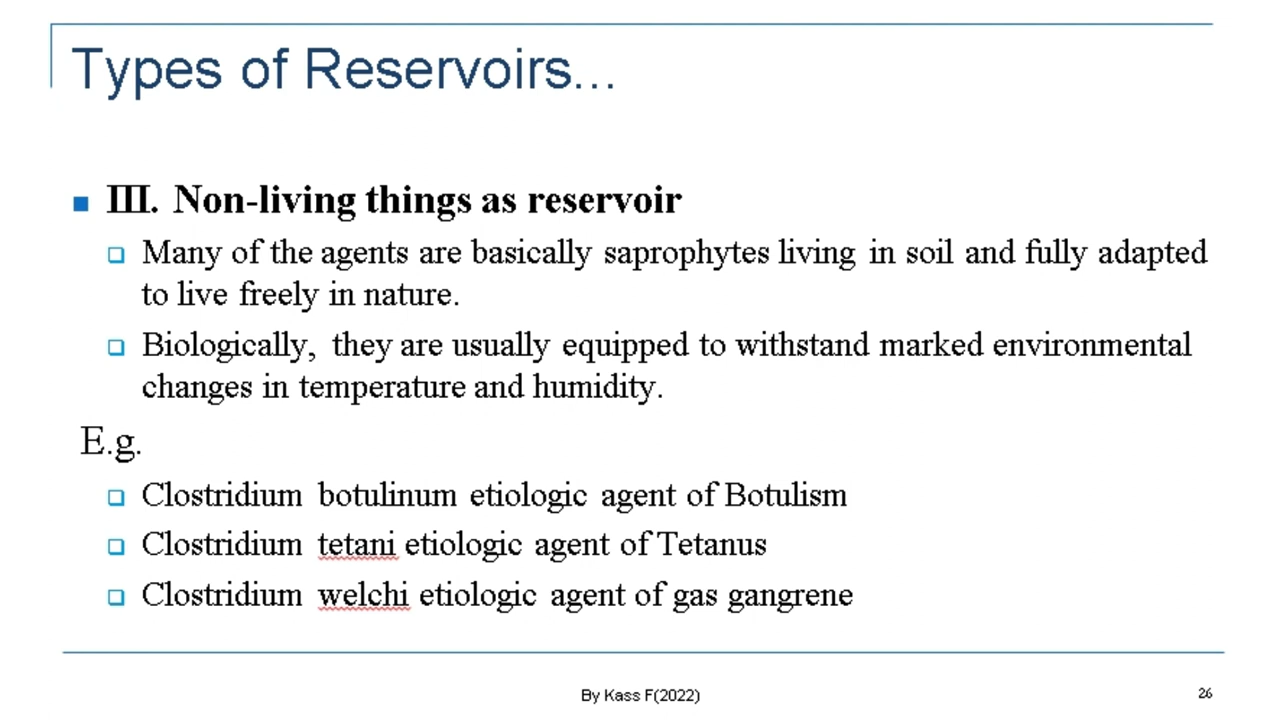 Types of Reservoirs...
III. Non-living things as reservoir
Many of the agents are basically saprophytes living in soil and fully adapted
to live freely in nature.
Biologically, they are usually equipped to withstand marked environmental
changes in temperature and humidity.
E.g.
Clostridium botulinum etiologic agent of Botulism
Clostridium tetani etiologic agent of Tetanus
Clostridium welchi etiologic agent of gas gangrene
By Kass F(2022)
26